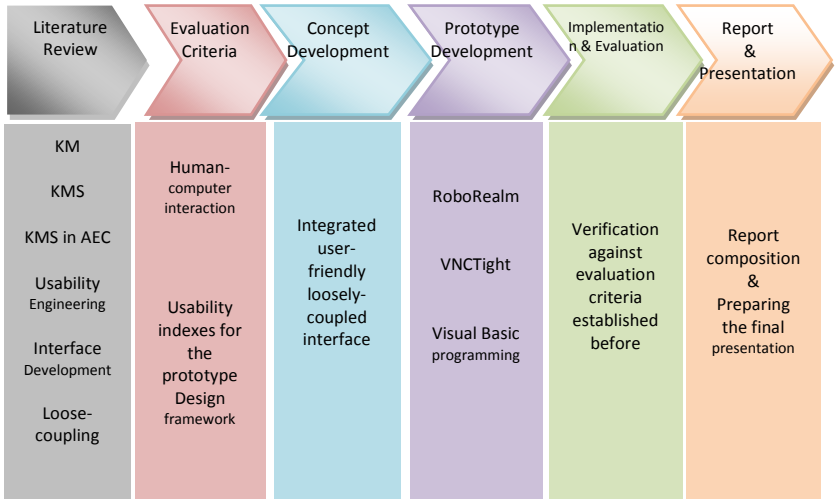 Literature
Review
Evaluation
Criteria
Concept
Development
Prototype
Development
Implementatio
n & Evaluation
Report
&
Presentation
KM
KMS
KMS in AEC
Usability
Engineering
Interface
Development
Loose-
coupling
Human-
computer
interaction
Usability
indexes for
the
prototype
Design
framework
Integrated
user-
friendly
loosely-
coupled
interface
RoboRealm
VNCTight
Visual Basic
programming
Verification
against
evaluation
criteria
established
before
Report
composition
&
Preparing
the final
presentation